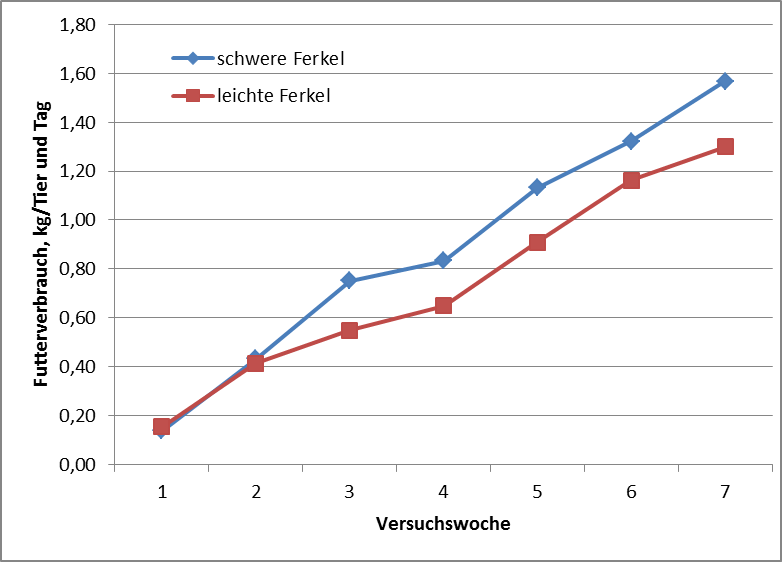 1,80
1,60
1,40
1,20
1,00
0,80
0,60
0,40
0,20
0,00
Futterverbrauch, kg/Tier und Tag
schwere Ferkel
leichte Ferkel
1 2 3 4 5 6 7
Versuchswoche